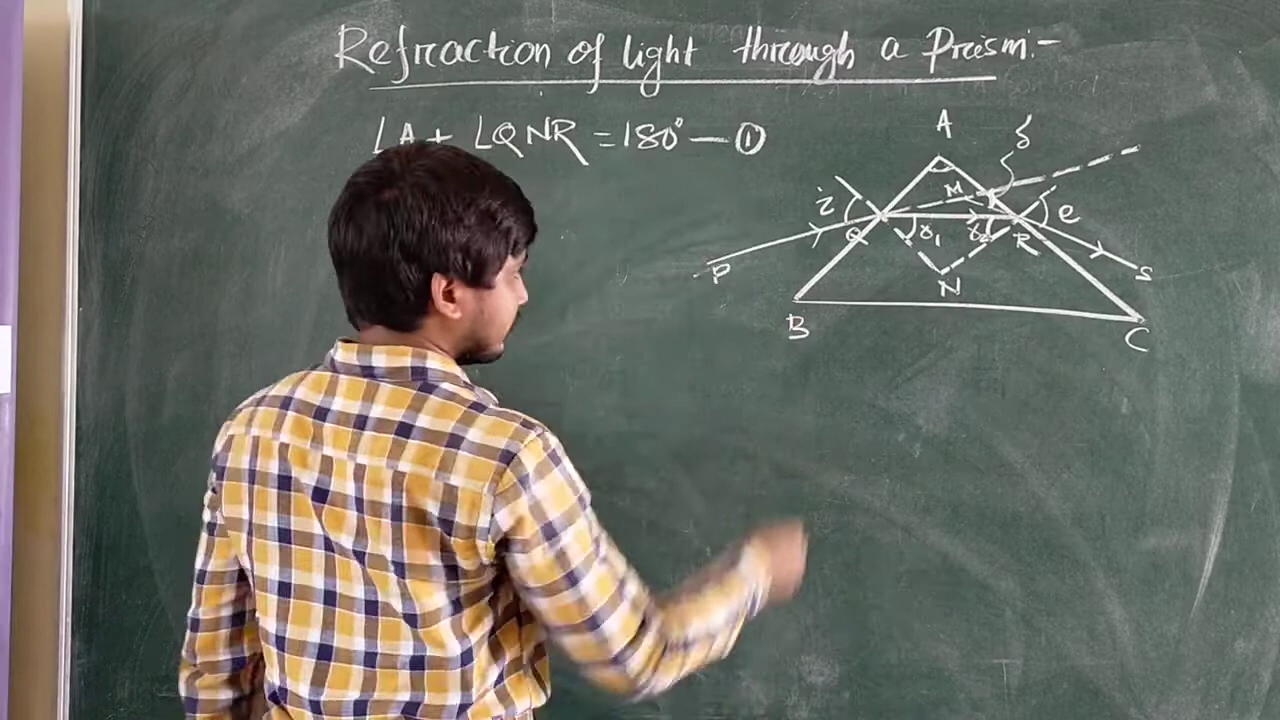 Refraction of light through a Prism:-
∠A + ∠QNR = 180° — ①
A
δ
M
i
e
Q
r₁
r₂
R
P
S
N
B
C